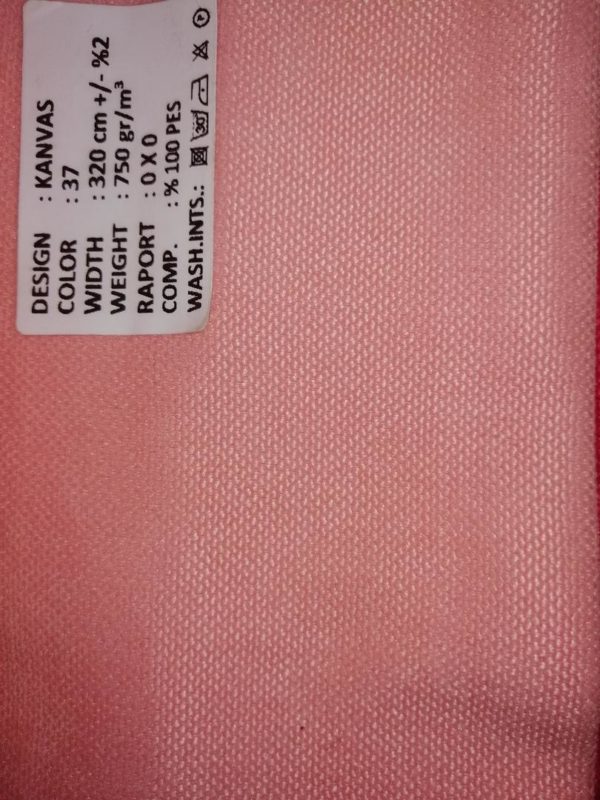 DESIGN : KANVAS
COLOR : 37
WIDTH : 320 cm +/- %2
WEIGHT : 750 gr/m³
RAPORT : 0 X 0
COMP. : % 100 PES
WASH.INTS.: 30 P